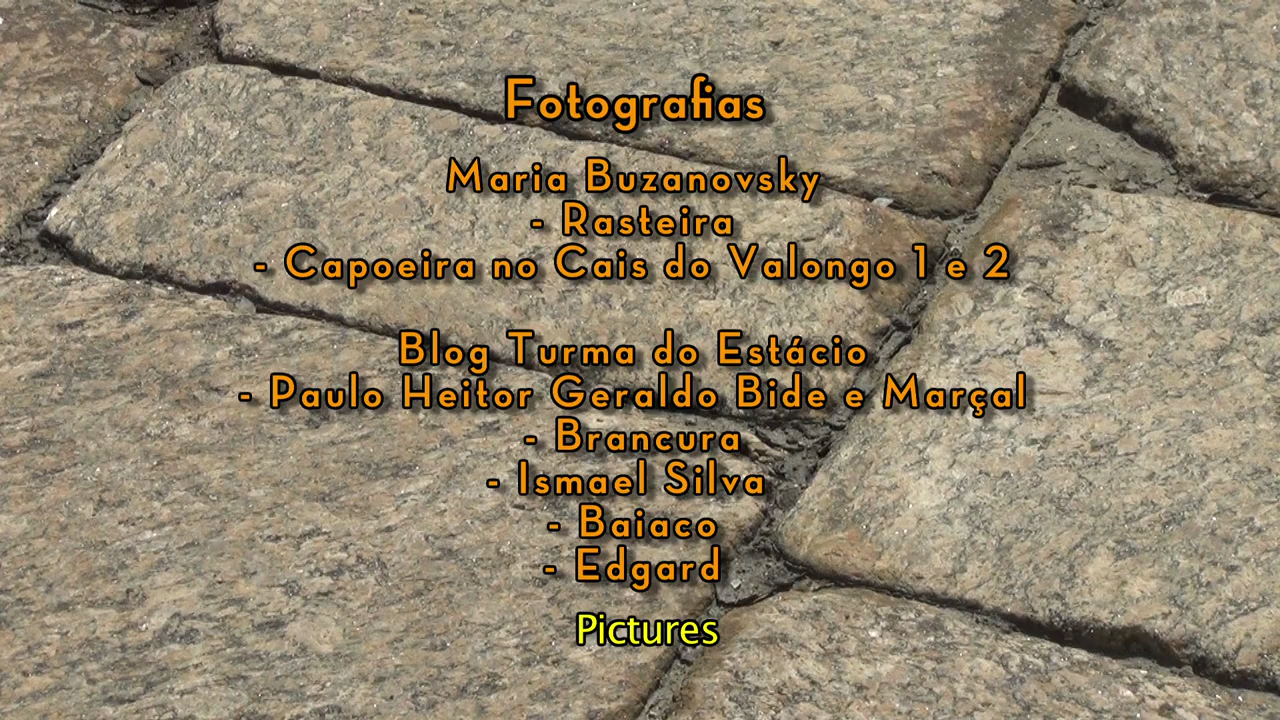 Fotografias
Maria Buzanovsky
- Rasteira
- Capoeira no Cais do Valongo 1 e 2
Blog Turma do Estácio
- Paulo Heitor Geraldo Bide e Marçal
- Brancura
- Ismael Silva
- Baiaco
- Edgard
Pictures